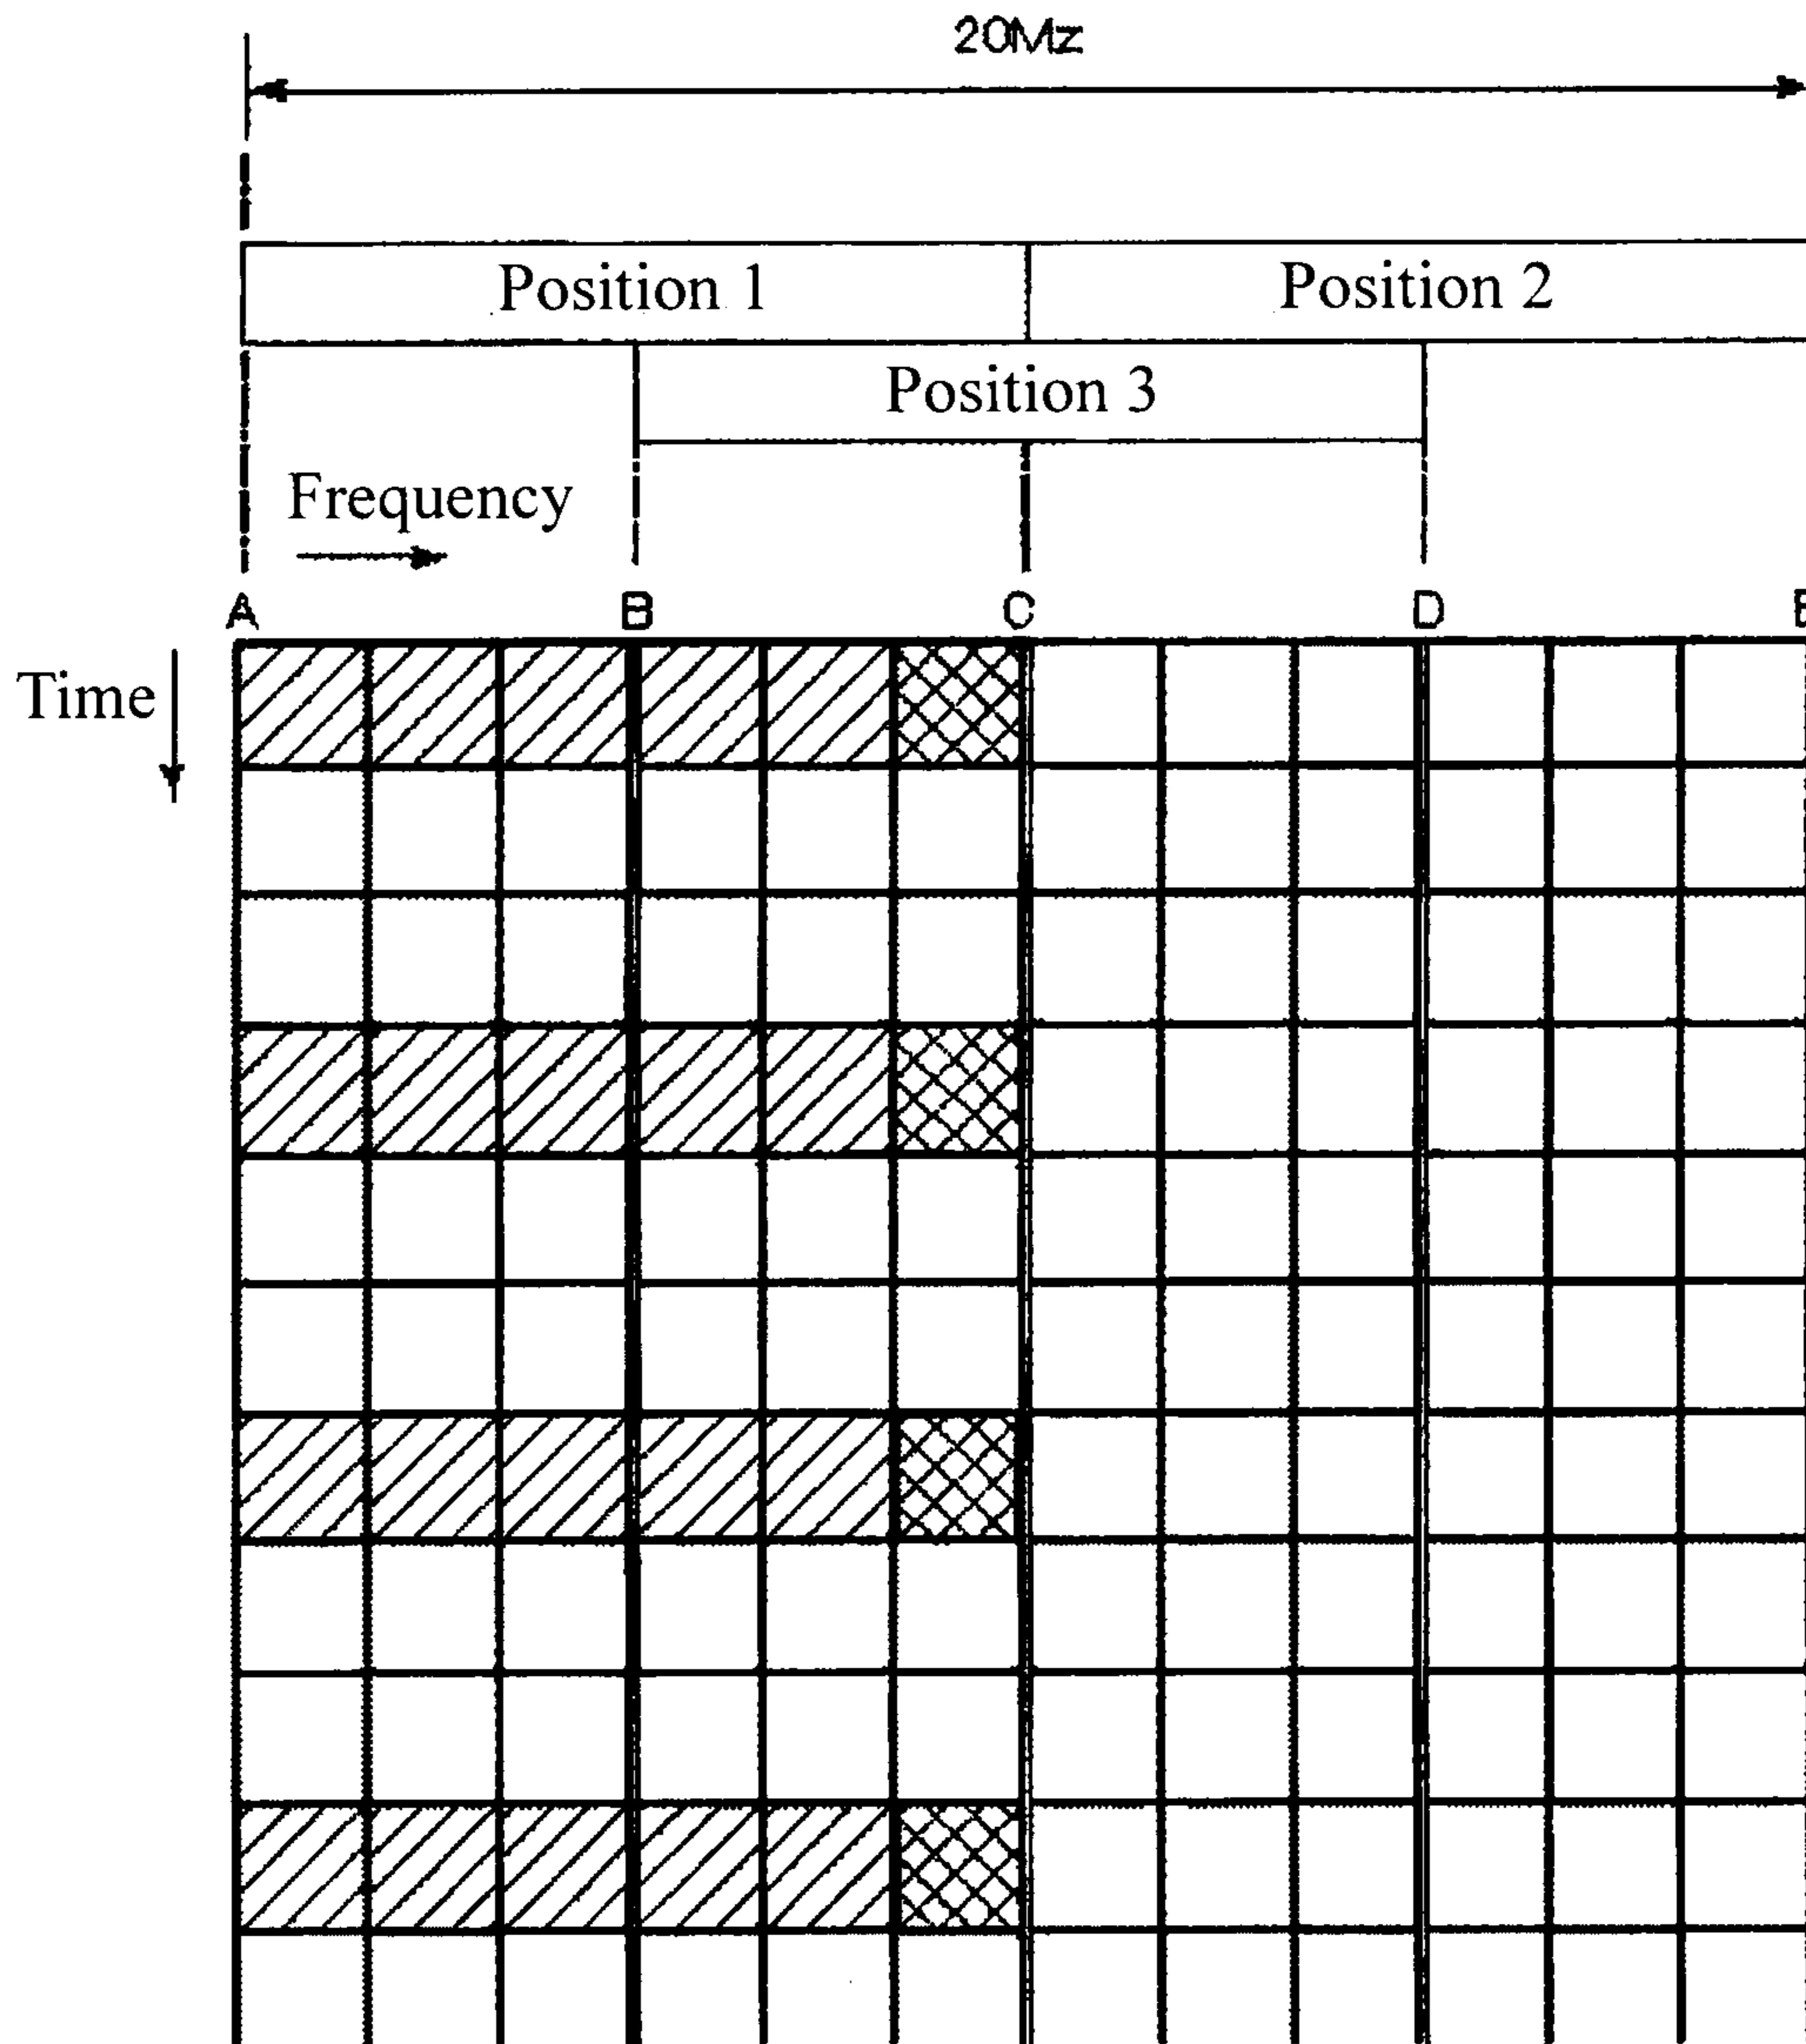 20Mz
Position 1 Position 2
Position 3
Frequency
A B C D
Time